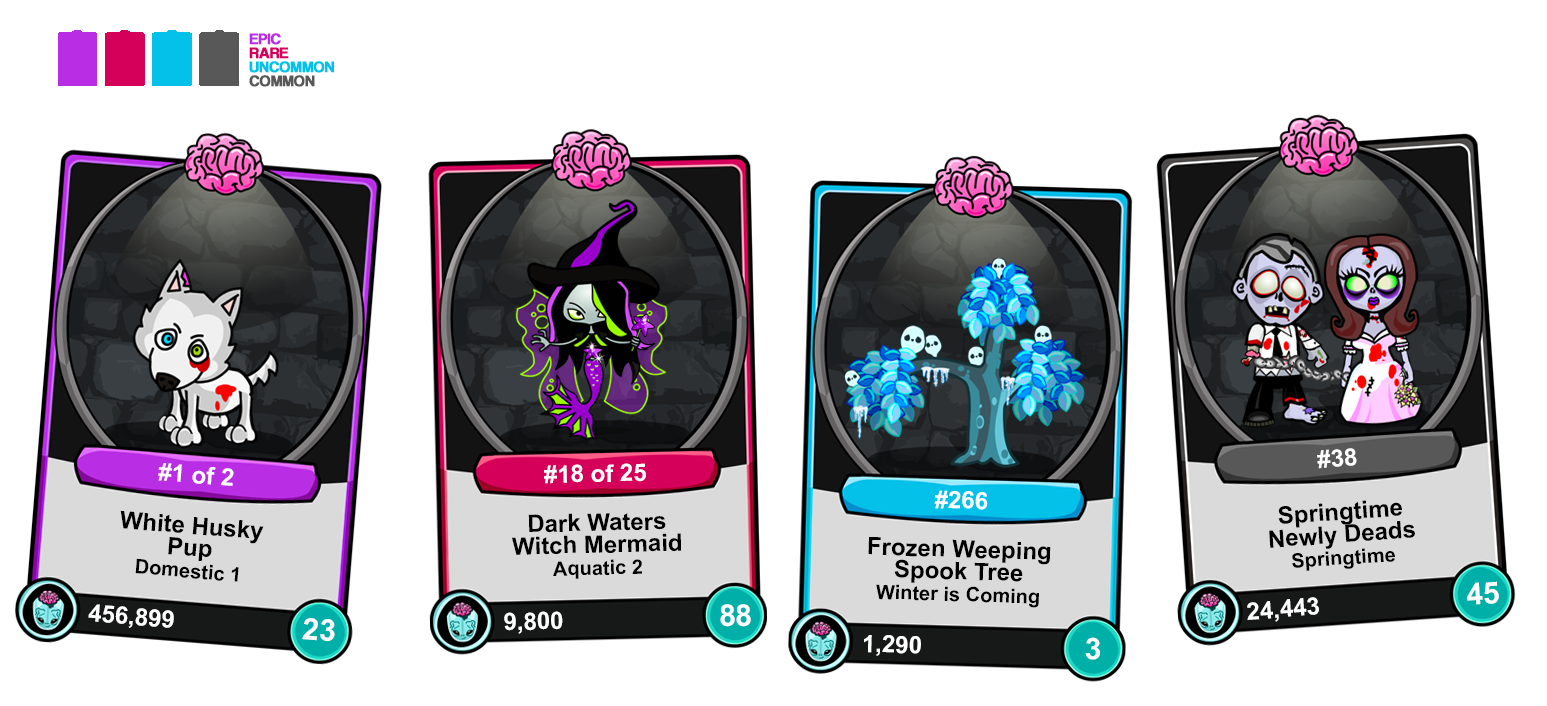 EPIC
RARE
UNCOMMON
COMMON
#1 of 2
White Husky
Pup
Domestic 1
456,899
23
#18 of 25
Dark Waters
Witch Mermaid
Aquatic 2
9,800
88
#266
Frozen Weeping
Spook Tree
Winter is Coming
1,290
3
#38
Springtime
Newly Deads
Springtime
24,443
45